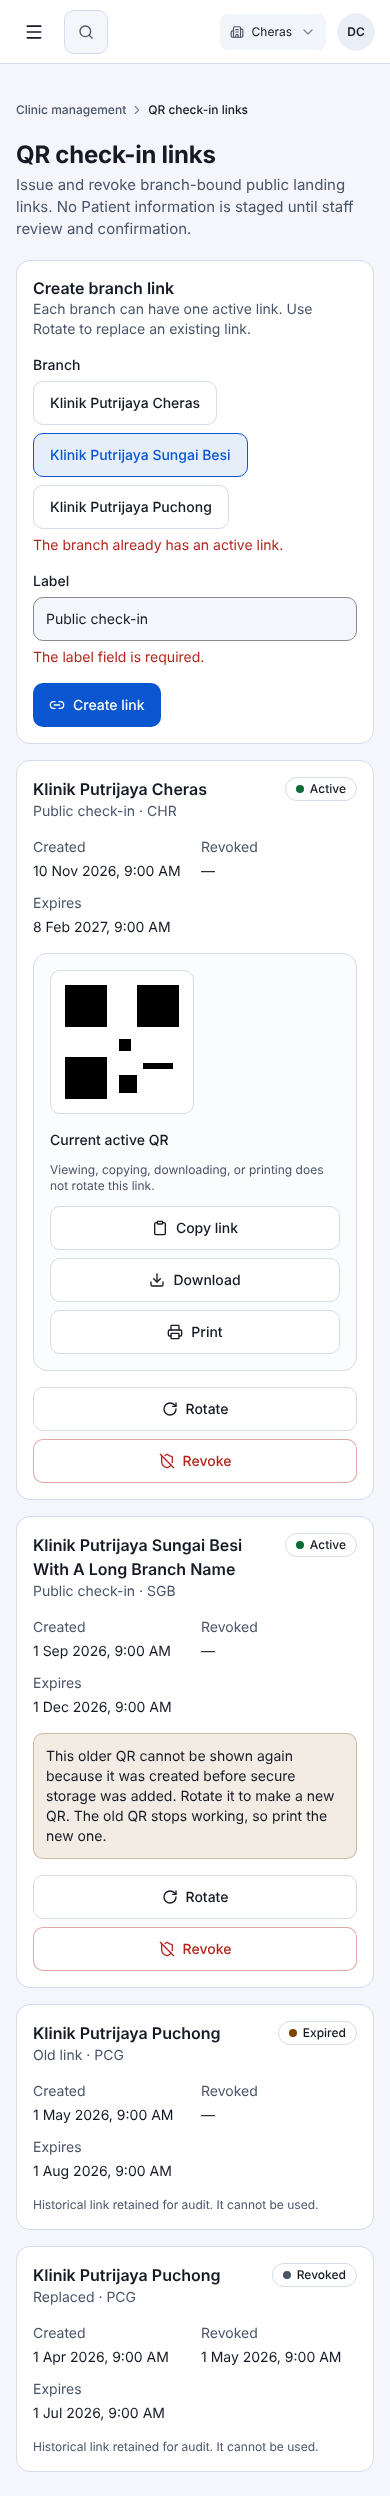 Cheras
DC
Clinic management > QR check-in links
QR check-in links
Issue and revoke branch-bound public landing
links. No Patient information is staged until staff
review and confirmation.
Create branch link
Each branch can have one active link. Use
Rotate to replace an existing link.
Branch
Klinik Putrijaya Cheras
Klinik Putrijaya Sungai Besi
Klinik Putrijaya Puchong
The branch already has an active link.
Label
Public check-in
The label field is required.
Create link
Klinik Putrijaya Cheras
Active
Public check-in · CHR
Created
Revoked
10 Nov 2026, 9:00 AM
—
Expires
8 Feb 2027, 9:00 AM
Current active QR
Viewing, copying, downloading, or printing does
not rotate this link.
Copy link
Download
Print
Rotate
Revoke
Klinik Putrijaya Sungai Besi
With A Long Branch Name
Active
Public check-in · SGB
Created
Revoked
1 Sep 2026, 9:00 AM
—
Expires
1 Dec 2026, 9:00 AM
This older QR cannot be shown again
because it was created before secure
storage was added. Rotate it to make a new
QR. The old QR stops working, so print the
new one.
Rotate
Revoke
Klinik Putrijaya Puchong
Expired
Old link · PCG
Created
Revoked
1 May 2026, 9:00 AM
—
Expires
1 Aug 2026, 9:00 AM
Historical link retained for audit. It cannot be used.
Klinik Putrijaya Puchong
Revoked
Replaced · PCG
Created
Revoked
1 Apr 2026, 9:00 AM
1 May 2026, 9:00 AM
Expires
1 Jul 2026, 9:00 AM
Historical link retained for audit. It cannot be used.